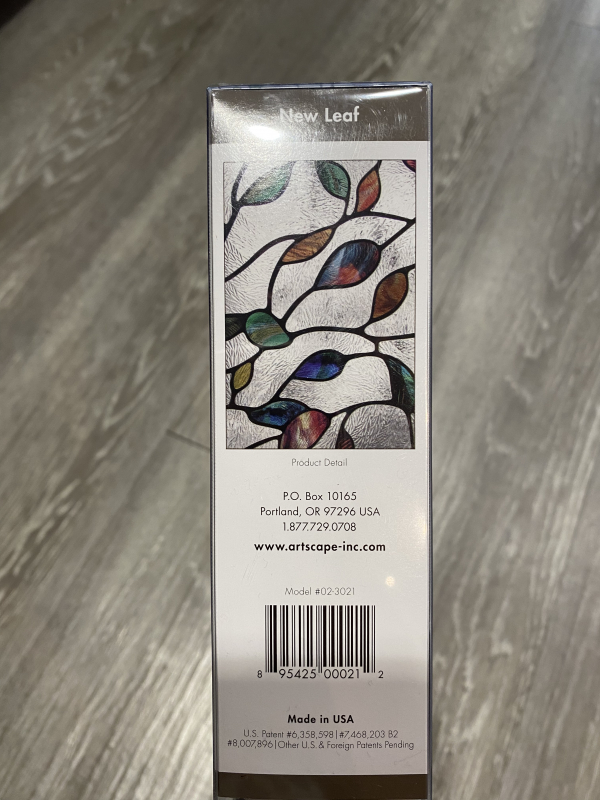 New Leaf
Product Detail
P.O. Box 10165
Portland, OR 97296 USA
1.877.729.0708
www.artscape-inc.com
Model #02-3021
8 95425 00021 2
Made in USA
U.S. Patent #6,358,598|#7,468,203 B2
#8,007,896|Other U.S. & Foreign Patents Pending